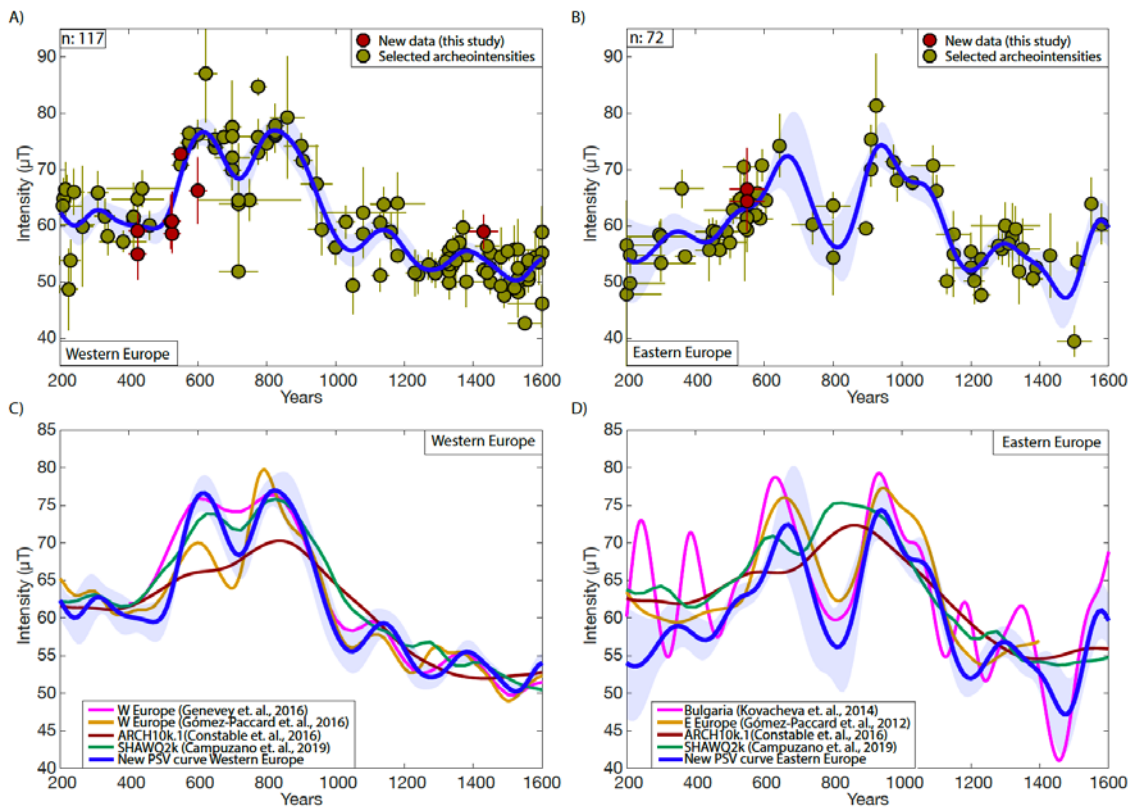 A)
n: 117
New data (this study)
Selected archeointensities
Intensity (μT)
90
80
70
60
50
40
Western Europe
200 400 600 800 1000 1200 1400 1600
Years
B)
n: 72
New data (this study)
Selected archeointensities
Intensity (μT)
90
80
70
60
50
40
Eastern Europe
200 400 600 800 1000 1200 1400 1600
Years
C)
Western Europe
Intensity (μT)
85
80
75
70
65
60
55
50
45
40
W Europe (Genevey et. al., 2016)
W Europe (Gómez-Paccard et. al., 2016)
ARCH10k.1(Constable et. al., 2016)
SHAWQ2k (Campuzano et. al., 2019)
New PSV curve Western Europe
200 400 600 800 1000 1200 1400 1600
Years
D)
Eastern Europe
Intensity (μT)
85
80
75
70
65
60
55
50
45
40
Bulgaria (Kovacheva et. al., 2014)
E Europe (Gómez-Paccard et. al., 2012)
ARCH10k.1(Constable et. al., 2016)
SHAWQ2k (Campuzano et. al., 2019)
New PSV curve Eastern Europe
200 400 600 800 1000 1200 1400 1600
Years